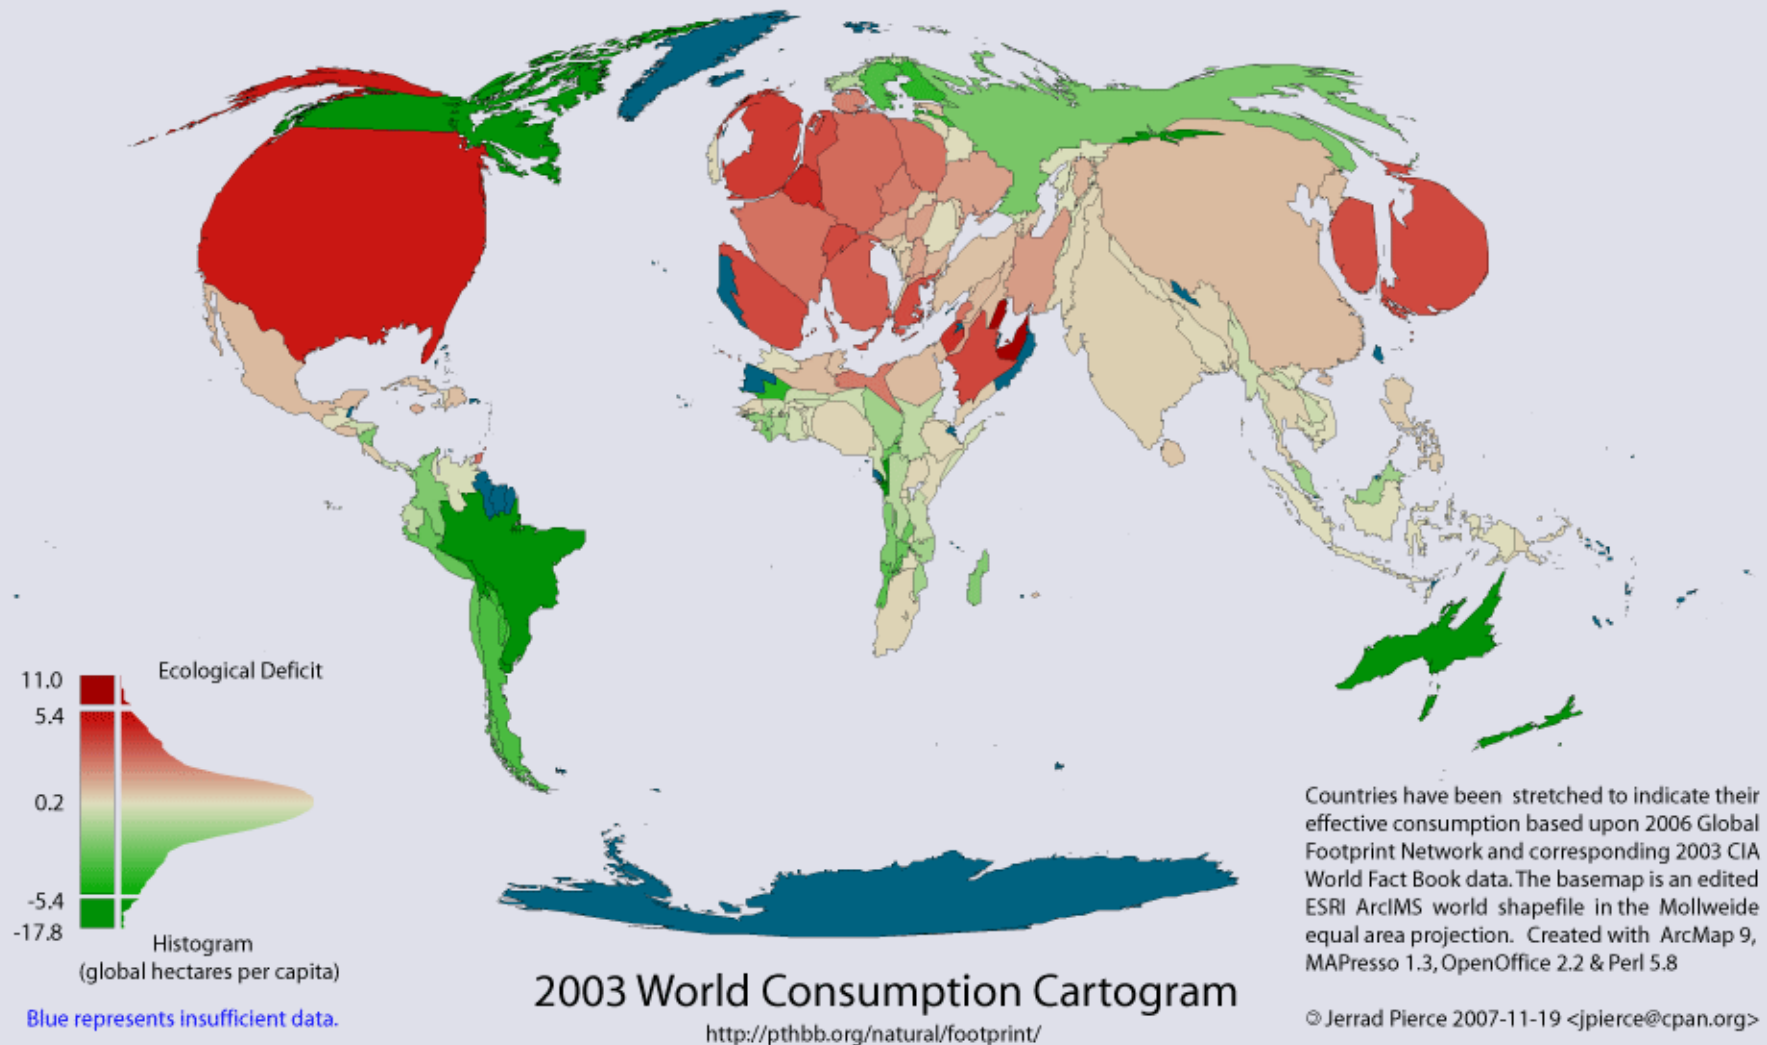 Ecological Deficit
11.0
5.4
0.2
-5.4
-17.8
Histogram
(global hectares per capita)
Blue represents insufficient data.
2003 World Consumption Cartogram
http://pthbb.org/natural/footprint/
Countries have been stretched to indicate their
effective consumption based upon 2006 Global
Footprint Network and corresponding 2003 CIA
World Fact Book data. The basemap is an edited
ESRI ArcIMS world shapefile in the Mollweide
equal area projection. Created with ArcMap 9,
MAPresso 1.3, OpenOffice 2.2 & Perl 5.8
🄯 Jerrad Pierce 2007-11-19 <jpierce@cpan.org>